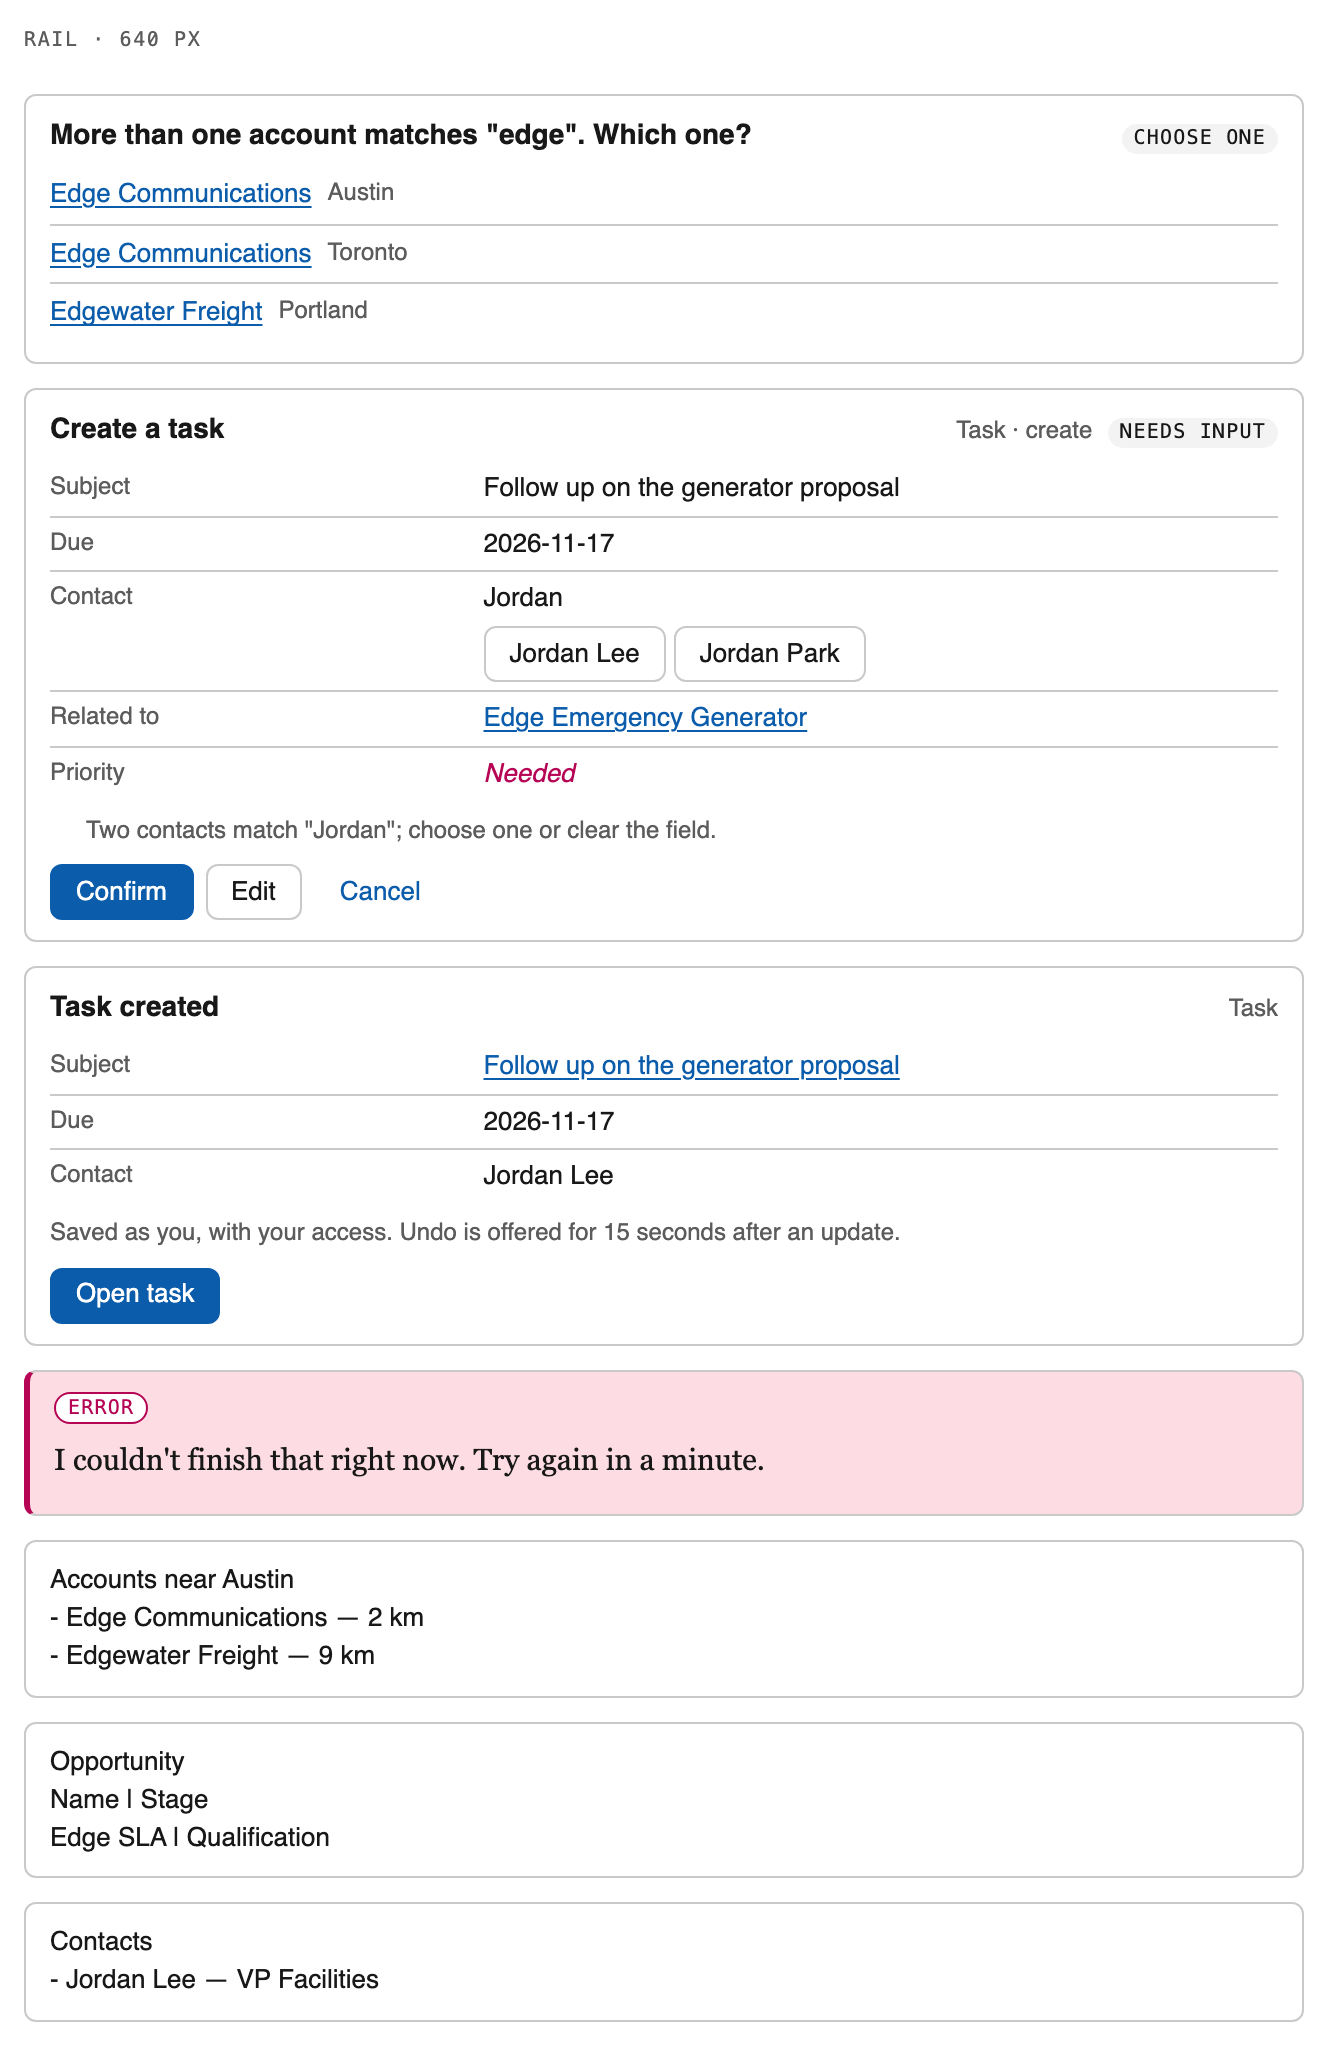 RAIL · 640 PX
More than one account matches "edge". Which one?
CHOOSE ONE
Edge Communications Austin
Edge Communications Toronto
Edgewater Freight Portland
Create a task
Task · create NEEDS INPUT
Subject Follow up on the generator proposal
Due 2026-11-17
Contact Jordan
Jordan Lee Jordan Park
Related to Edge Emergency Generator
Priority Needed
Two contacts match "Jordan"; choose one or clear the field.
Confirm Edit Cancel
Task created
Task
Subject Follow up on the generator proposal
Due 2026-11-17
Contact Jordan Lee
Saved as you, with your access. Undo is offered for 15 seconds after an update.
Open task
ERROR
I couldn't finish that right now. Try again in a minute.
Accounts near Austin
- Edge Communications — 2 km
- Edgewater Freight — 9 km
Opportunity
Name | Stage
Edge SLA | Qualification
Contacts
- Jordan Lee — VP Facilities